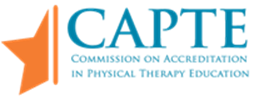 CAPTE
COMMISSION ON ACCREDITATION
IN PHYSICAL THERAPY EDUCATION